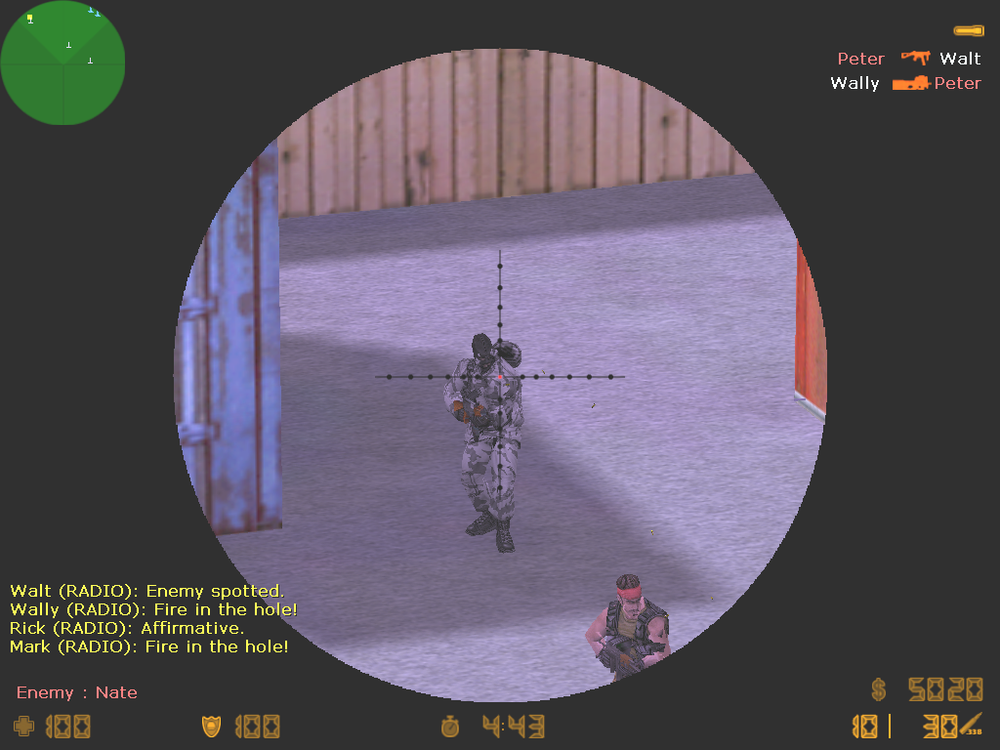 Peter Walt
Wally Peter
Walt (RADIO): Enemy spotted.
Wally (RADIO): Fire in the hole!
Rick (RADIO): Affirmative.
Mark (RADIO): Fire in the hole!
Enemy : Nate
$ 5020
100 100 4:43 10 | 30 .338